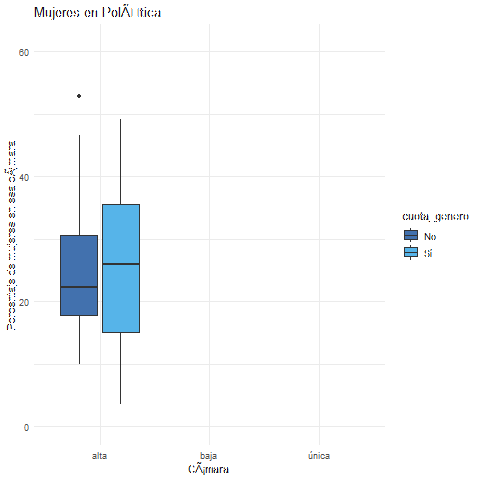 Mujeres en PolÃ­tica
60
40
20
0
Porcentaje de mujeres en esa cÃ¡mara
alta baja única
CÃ¡mara
cuota_genero
No
Sí